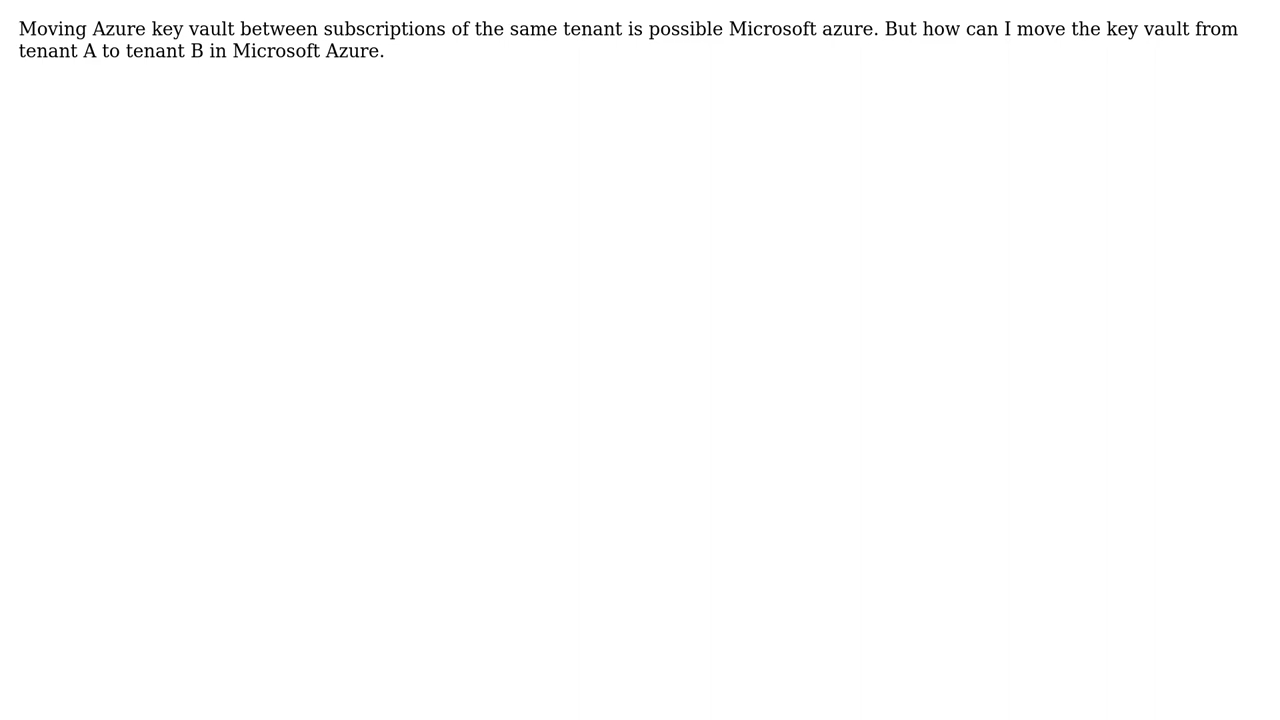 Moving Azure key vault between subscriptions of the same tenant is possible Microsoft azure. But how can I move the key vault from
tenant A to tenant B in Microsoft Azure.